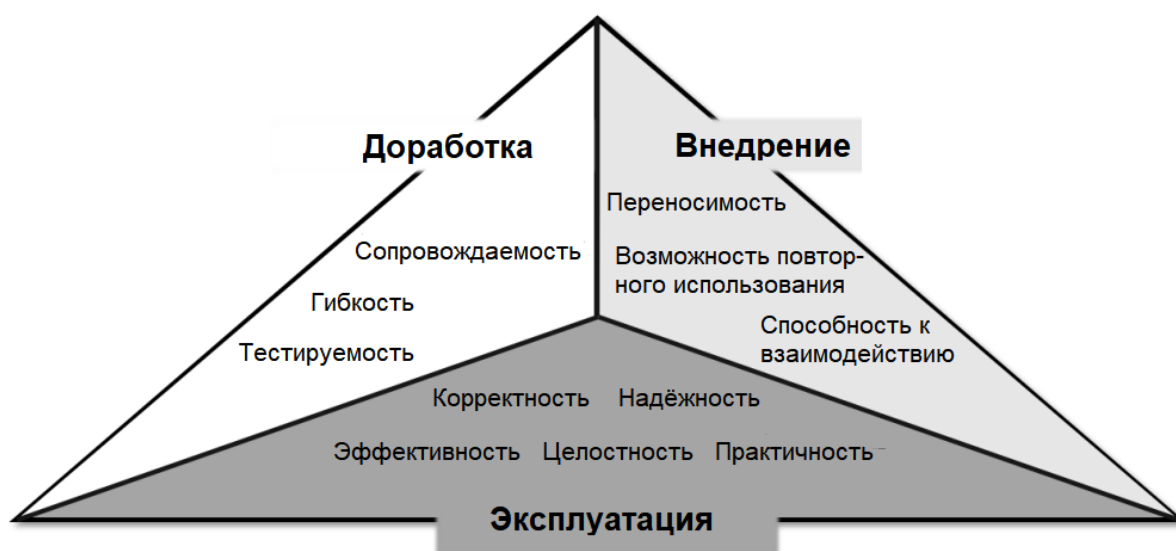 Доработка
Внедрение
Переносимость
Сопровождаемость
Возможность повтор-
ного использования
Гибкость
Способность к
взаимодействию
Тестируемость
Корректность Надёжность
Эффективность Целостность Практичность
Эксплуатация